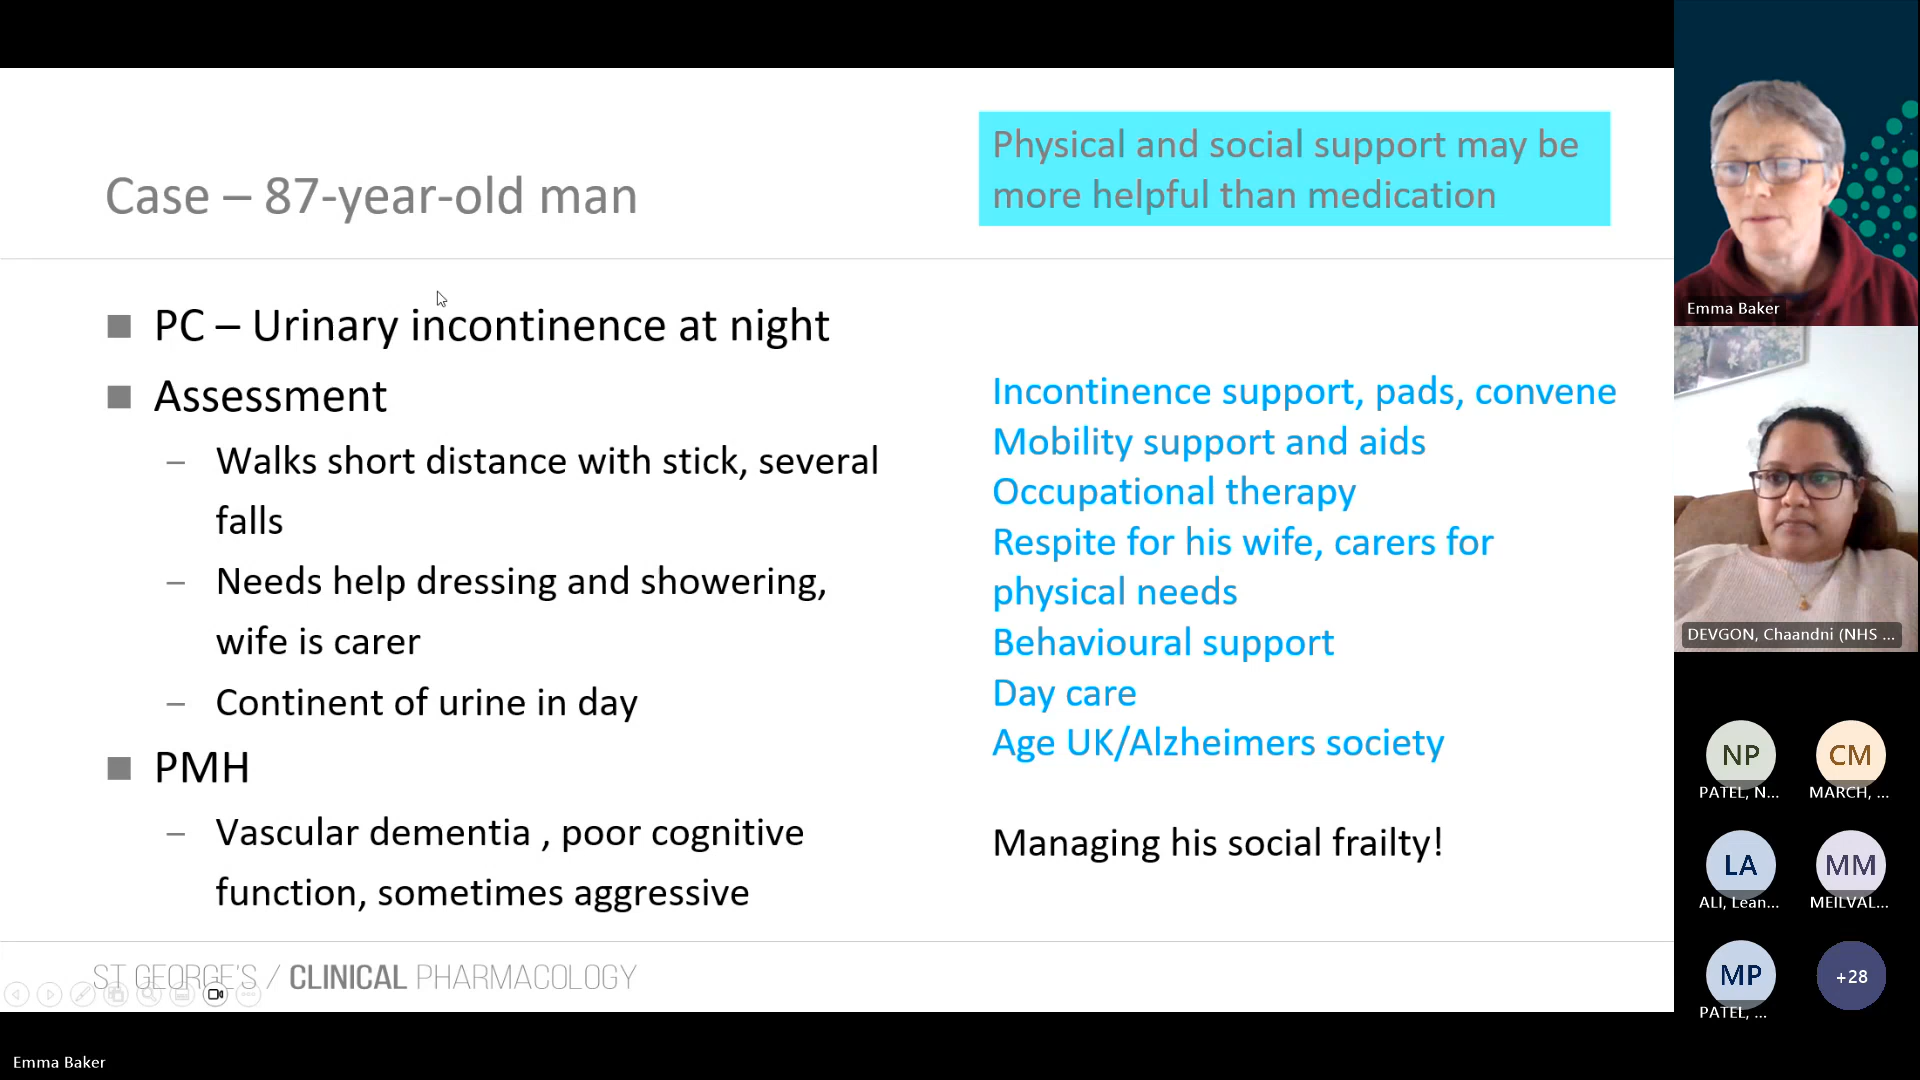 Case – 87-year-old man
Physical and social support may be
more helpful than medication
■ PC – Urinary incontinence at night
■ Assessment
– Walks short distance with stick, several
falls
– Needs help dressing and showering,
wife is carer
– Continent of urine in day
■ PMH
– Vascular dementia , poor cognitive
function, sometimes aggressive
Incontinence support, pads, convene
Mobility support and aids
Occupational therapy
Respite for his wife, carers for
physical needs
Behavioural support
Day care
Age UK/Alzheimers society
Managing his social frailty!
ST GEORGE'S / CLINICAL PHARMACOLOGY
Emma Baker
Emma Baker
DEVGON, Chaandni (NHS ...
NP
PATEL, N...
CM
MARCH, ...
LA
ALI, Lean...
MM
MEILVAL...
MP
PATEL, ...
+28